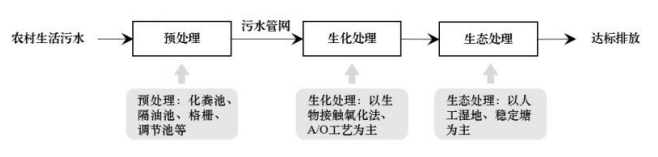 农村生活污水
预处理
污水管网
生化处理
生态处理
达标排放
预处理：化粪池、
隔油池、格栅、
调节池等
生化处理：以生
物接触氧化法、
A/O工艺为主
生态处理：以人
工湿地、稳定塘
为主